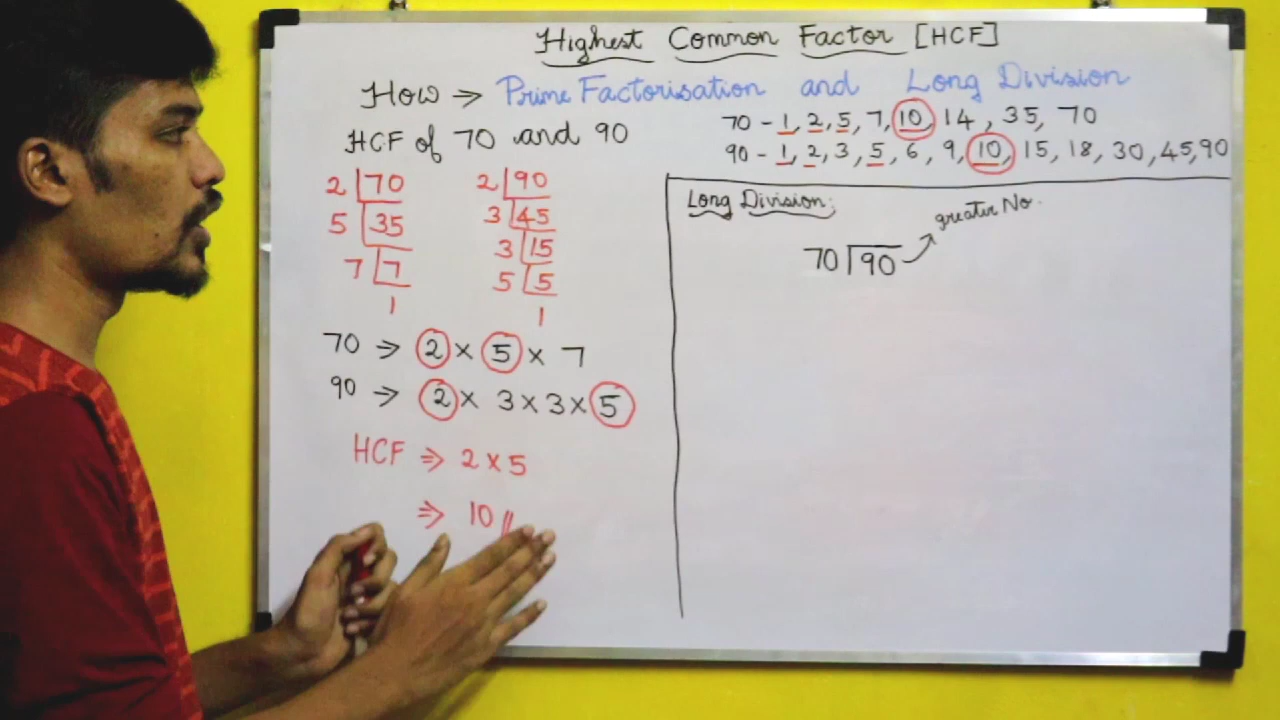 Highest Common Factor [HCF]
How → Prime Factorisation and Long Division
HCF of 70 and 90
70 - 1, 2, 5, 7, 10, 14, 35, 70
90 - 1, 2, 3, 5, 6, 9, 10, 15, 18, 30, 45, 90
2 | 70
5 | 35
7 | 7
1
2 | 90
3 | 45
3 | 15
5 | 5
1
70 ⇒ 2 × 5 × 7
90 ⇒ 2 × 3 × 3 × 5
HCF ⇒ 2 × 5
⇒ 10
Long Division:
greater No.
70 ) 90